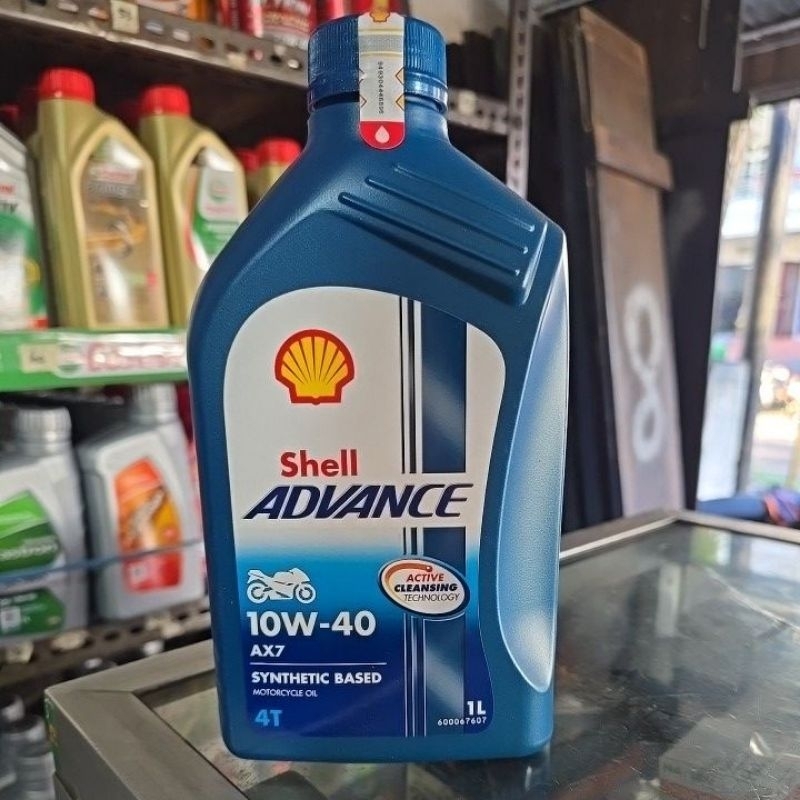 Shell
ADVANCE
ACTIVE
CLEANSING
TECHNOLOGY
10W-40
AX7
SYNTHETIC BASED
MOTORCYCLE OIL
4T
1L
600067607